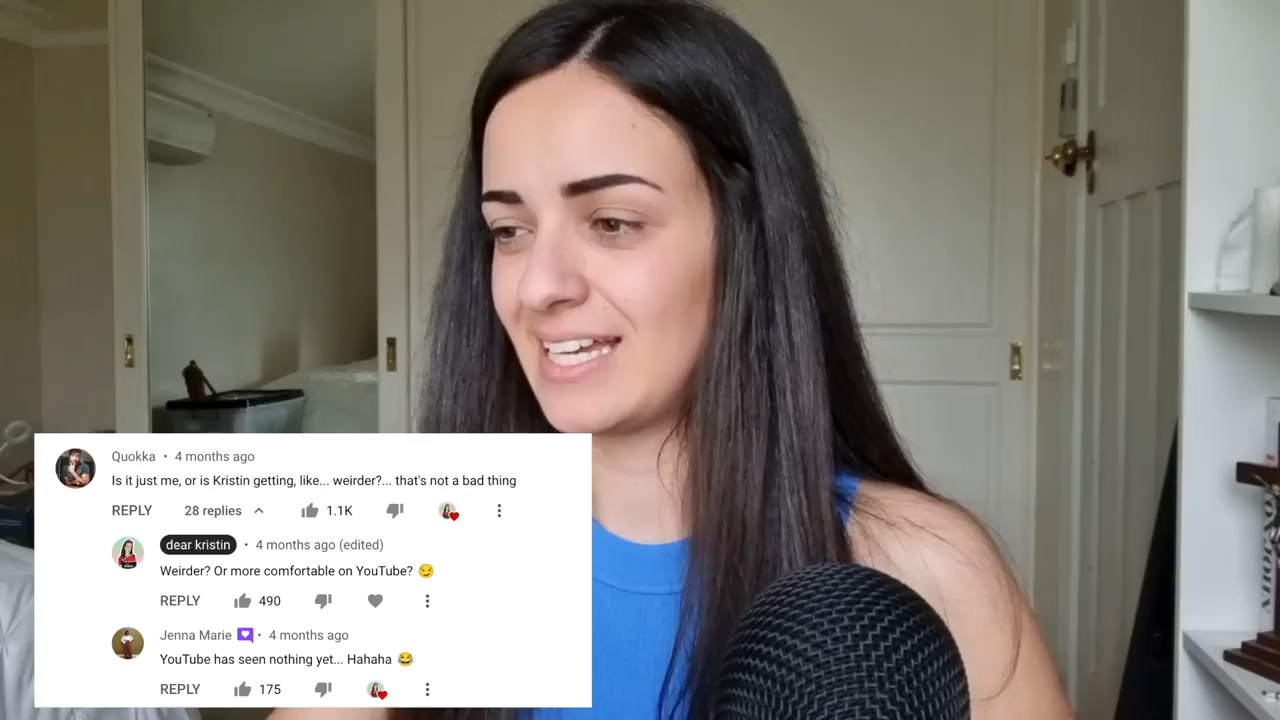 Quokka • 4 months ago
Is it just me, or is Kristin getting, like... weirder?... that's not a bad thing
REPLY 28 replies 1.1K
dear kristin • 4 months ago (edited)
Weirder? Or more comfortable on YouTube? 😏
REPLY 490
Jenna Marie • 4 months ago
YouTube has seen nothing yet... Hahaha 😂
REPLY 175